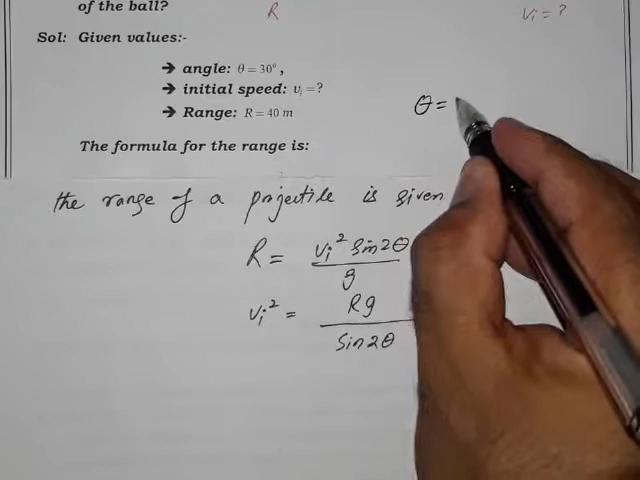 of the ball?
R
Vi = ?
Sol: Given values:-
➔ angle: θ = 30°,
➔ initial speed: vᵢ = ?
θ =
➔ Range: R = 40 m
The formula for the range is:
the range of a projectile is given
R = Vi² Sin2θ / g
Vi² = Rg / Sin2θ